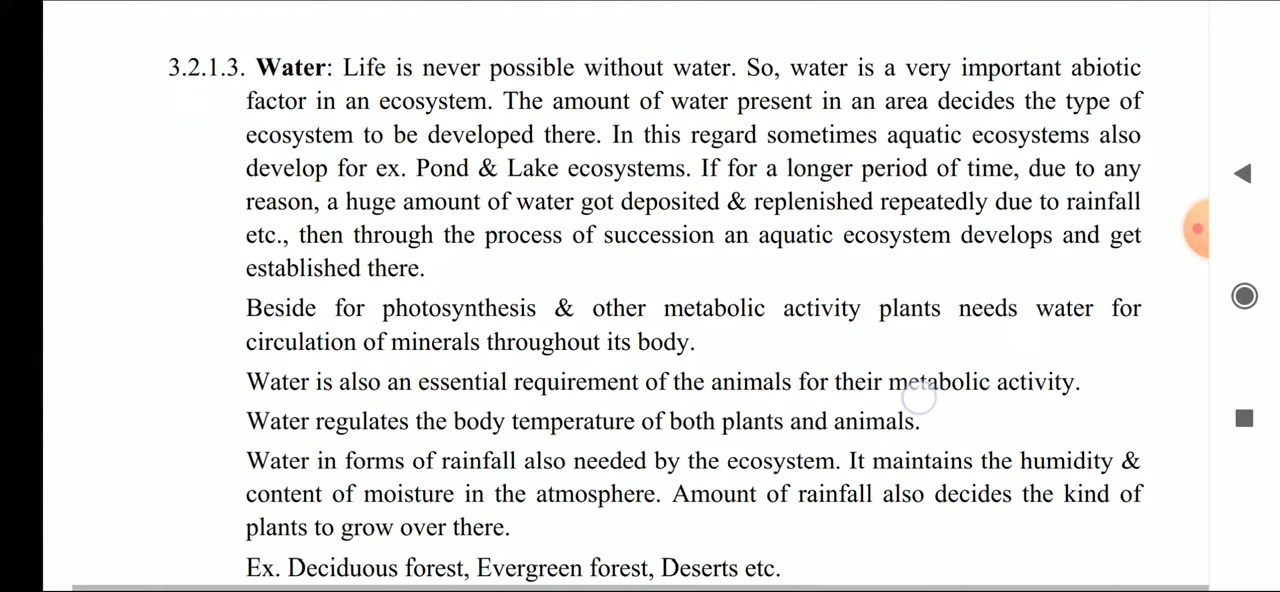 3.2.1.3. Water: Life is never possible without water. So, water is a very important abiotic
factor in an ecosystem. The amount of water present in an area decides the type of
ecosystem to be developed there. In this regard sometimes aquatic ecosystems also
develop for ex. Pond & Lake ecosystems. If for a longer period of time, due to any
reason, a huge amount of water got deposited & replenished repeatedly due to rainfall
etc., then through the process of succession an aquatic ecosystem develops and get
established there.
Beside for photosynthesis & other metabolic activity plants needs water for
circulation of minerals throughout its body.
Water is also an essential requirement of the animals for their metabolic activity.
Water regulates the body temperature of both plants and animals.
Water in forms of rainfall also needed by the ecosystem. It maintains the humidity &
content of moisture in the atmosphere. Amount of rainfall also decides the kind of
plants to grow over there.
Ex. Deciduous forest, Evergreen forest, Deserts etc.